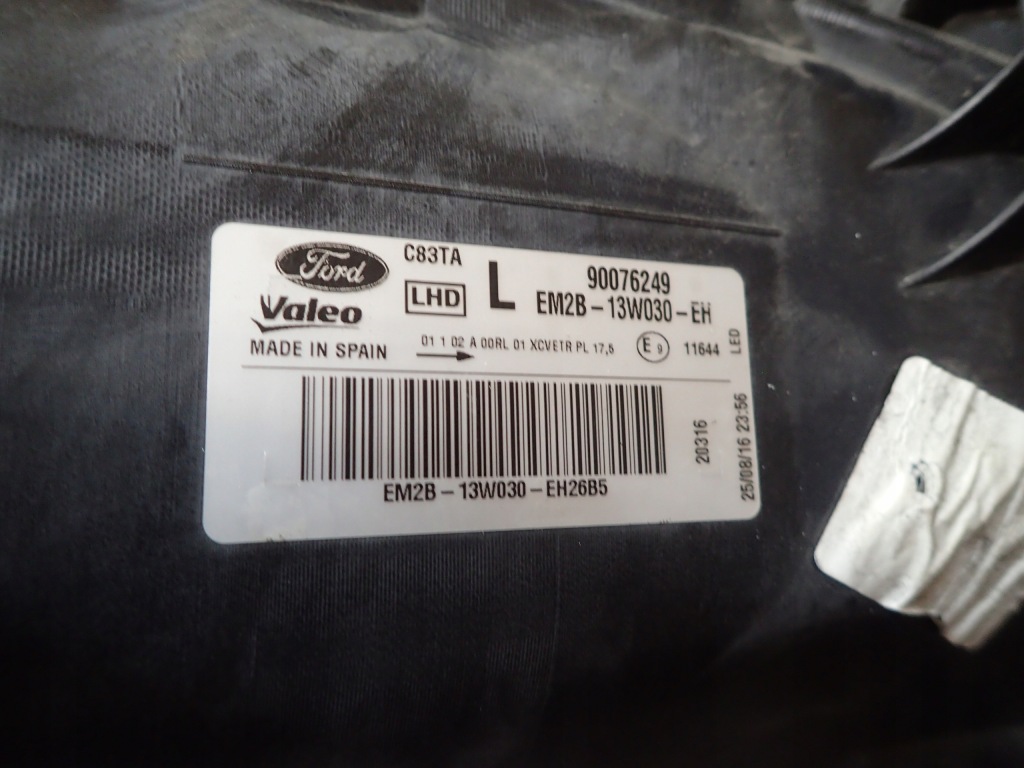 Ford
C83TA
LHD
L
90076249
EM2B-13W030-EH
Valeo
MADE IN SPAIN
01 1 02 A 00RL 01 XCVETR PL 17,5
E9
11644
LED
20316
25/08/16 23:56
EM2B-13W030-EH26B5